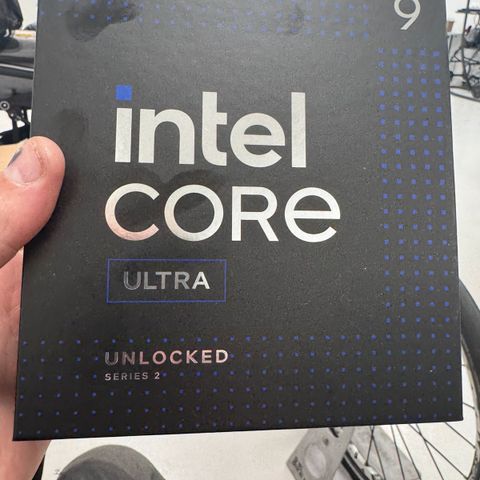 9
intel
CORE
ULTRA
UNLOCKED
SERIES 2